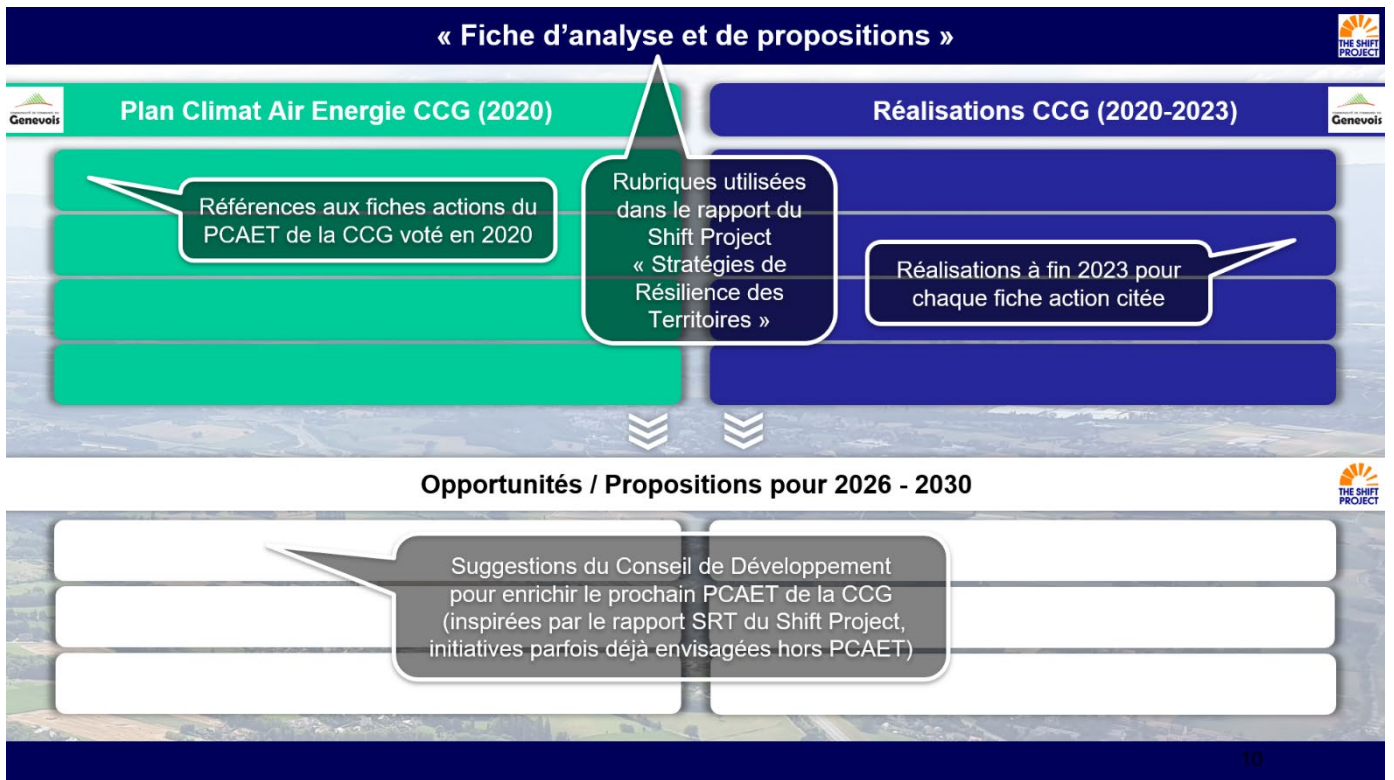 « Fiche d’analyse et de propositions »
THE SHIFT
PROJECT
Genevois
Plan Climat Air Energie CCG (2020)
Réalisations CCG (2020-2023)
Genevois
Références aux fiches actions du
PCAET de la CCG voté en 2020
Rubriques utilisées
dans le rapport du
Shift Project
« Stratégies de
Résilience des
Territoires »
Réalisations à fin 2023 pour
chaque fiche action citée
Opportunités / Propositions pour 2026 - 2030
THE SHIFT
PROJECT
Suggestions du Conseil de Développement
pour enrichir le prochain PCAET de la CCG
(inspirées par le rapport SRT du Shift Project,
initiatives parfois déjà envisagées hors PCAET)
10